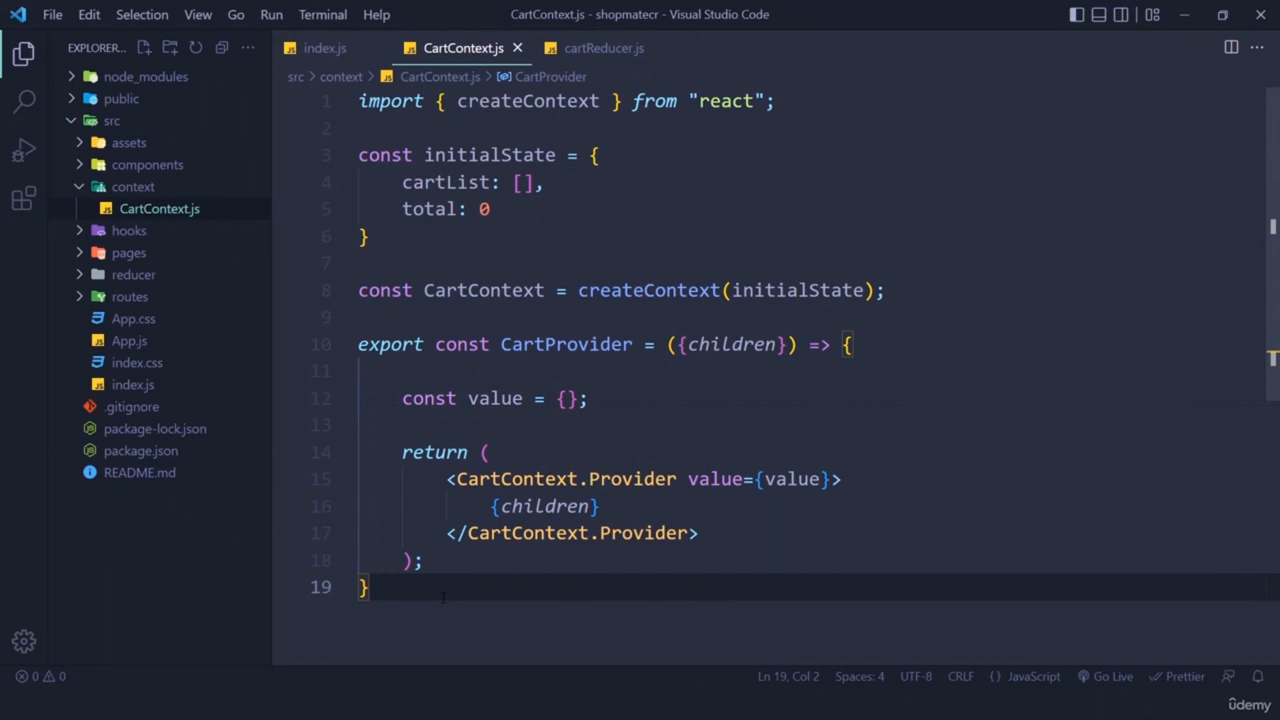 File Edit Selection View Go Run Terminal Help CartContext.js - shopmatecr - Visual Studio Code
EXPLORER...
index.js CartContext.js cartReducer.js
src > context > CartContext.js > CartProvider
node_modules
public
src
assets
components
context
CartContext.js
hooks
pages
reducer
routes
App.css
App.js
index.css
index.js
.gitignore
package-lock.json
package.json
README.md
1 import { createContext } from "react";
2
3 const initialState = {
4 cartList: [],
5 total: 0
6 }
7
8 const CartContext = createContext(initialState);
9
10 export const CartProvider = ({children}) => {
11
12 const value = {};
13
14 return (
15 <CartContext.Provider value={value}>
16 {children}
17 </CartContext.Provider>
18 );
19 }
0 0 Ln 19, Col 2 Spaces: 4 UTF-8 CRLF {} JavaScript Go Live Prettier
ûdemy